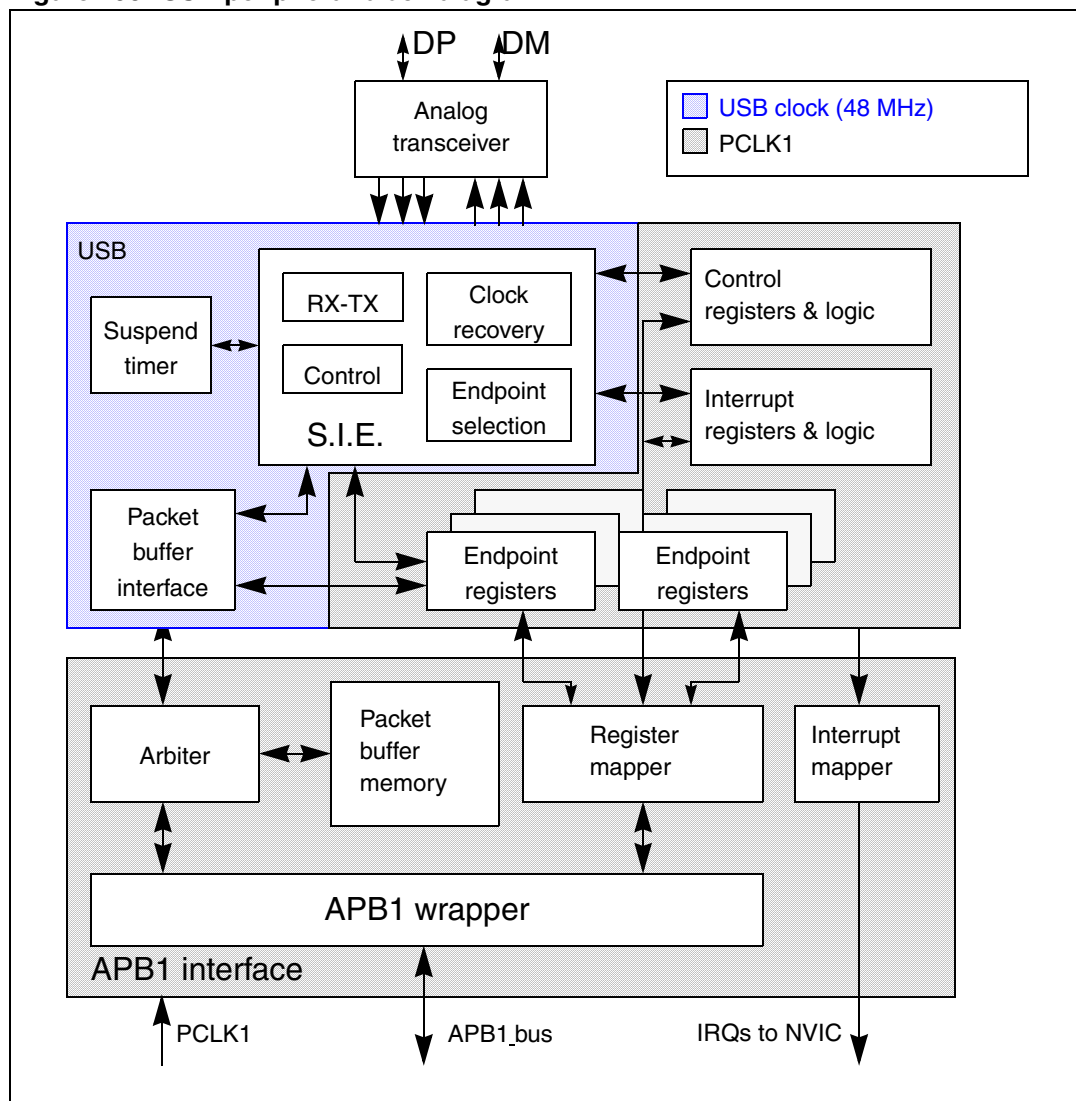 DP DM
Analog
transceiver
USB clock (48 MHz)
PCLK1
USB
Suspend
timer
RX-TX
Control
Clock
recovery
Endpoint
selection
S.I.E.
Control
registers & logic
Interrupt
registers & logic
Packet
buffer
interface
Endpoint
registers
Endpoint
registers
Arbiter
Packet
buffer
memory
Register
mapper
Interrupt
mapper
APB1 wrapper
APB1 interface
PCLK1
APB1_bus
IRQs to NVIC